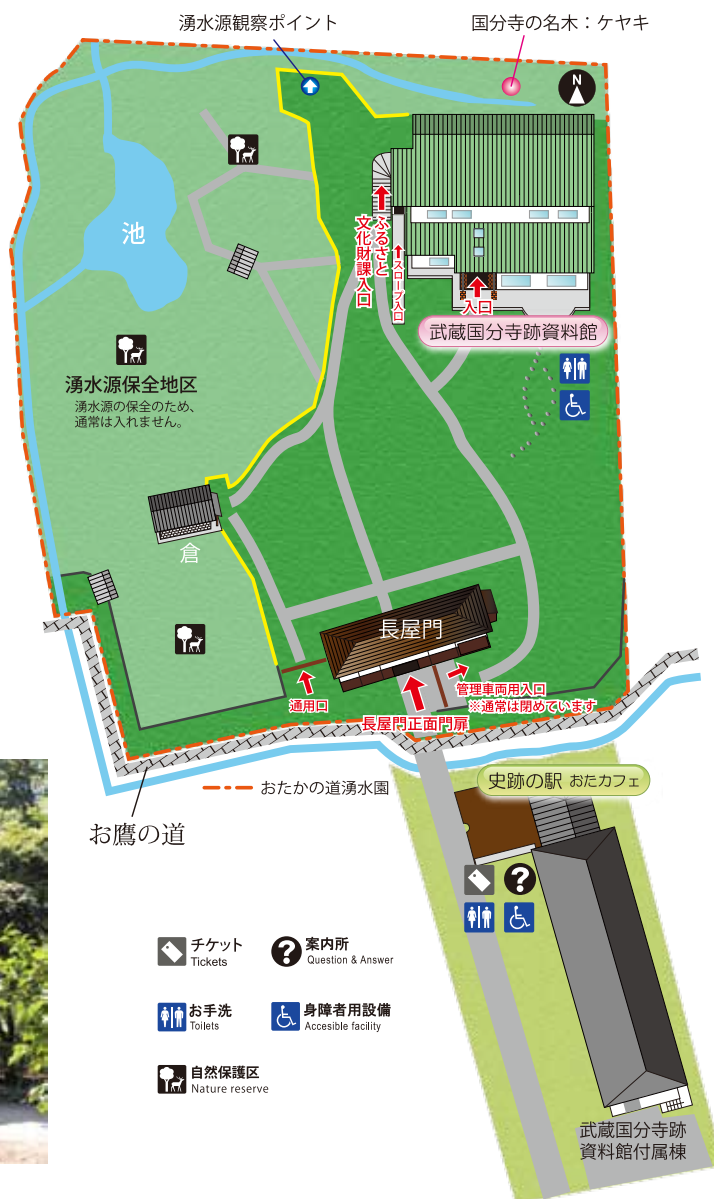 湧水源観察ポイント
国分寺の名木：ケヤキ
N
池
ふるさと
文化財課入口
スロープ入口
入口
武蔵国分寺跡資料館
湧水源保全地区
湧水源の保全のため、
通常は入れません。
倉
長屋門
通用口
管理車両用入口
※通常は閉めています
長屋門正面門扉
おたかの道湧水園
史跡の駅 おたカフェ
お鷹の道
チケット
Tickets
案内所
Question & Answer
お手洗
Toilets
身障者用設備
Accesible facility
自然保護区
Nature reserve
武蔵国分寺跡
資料館付属棟